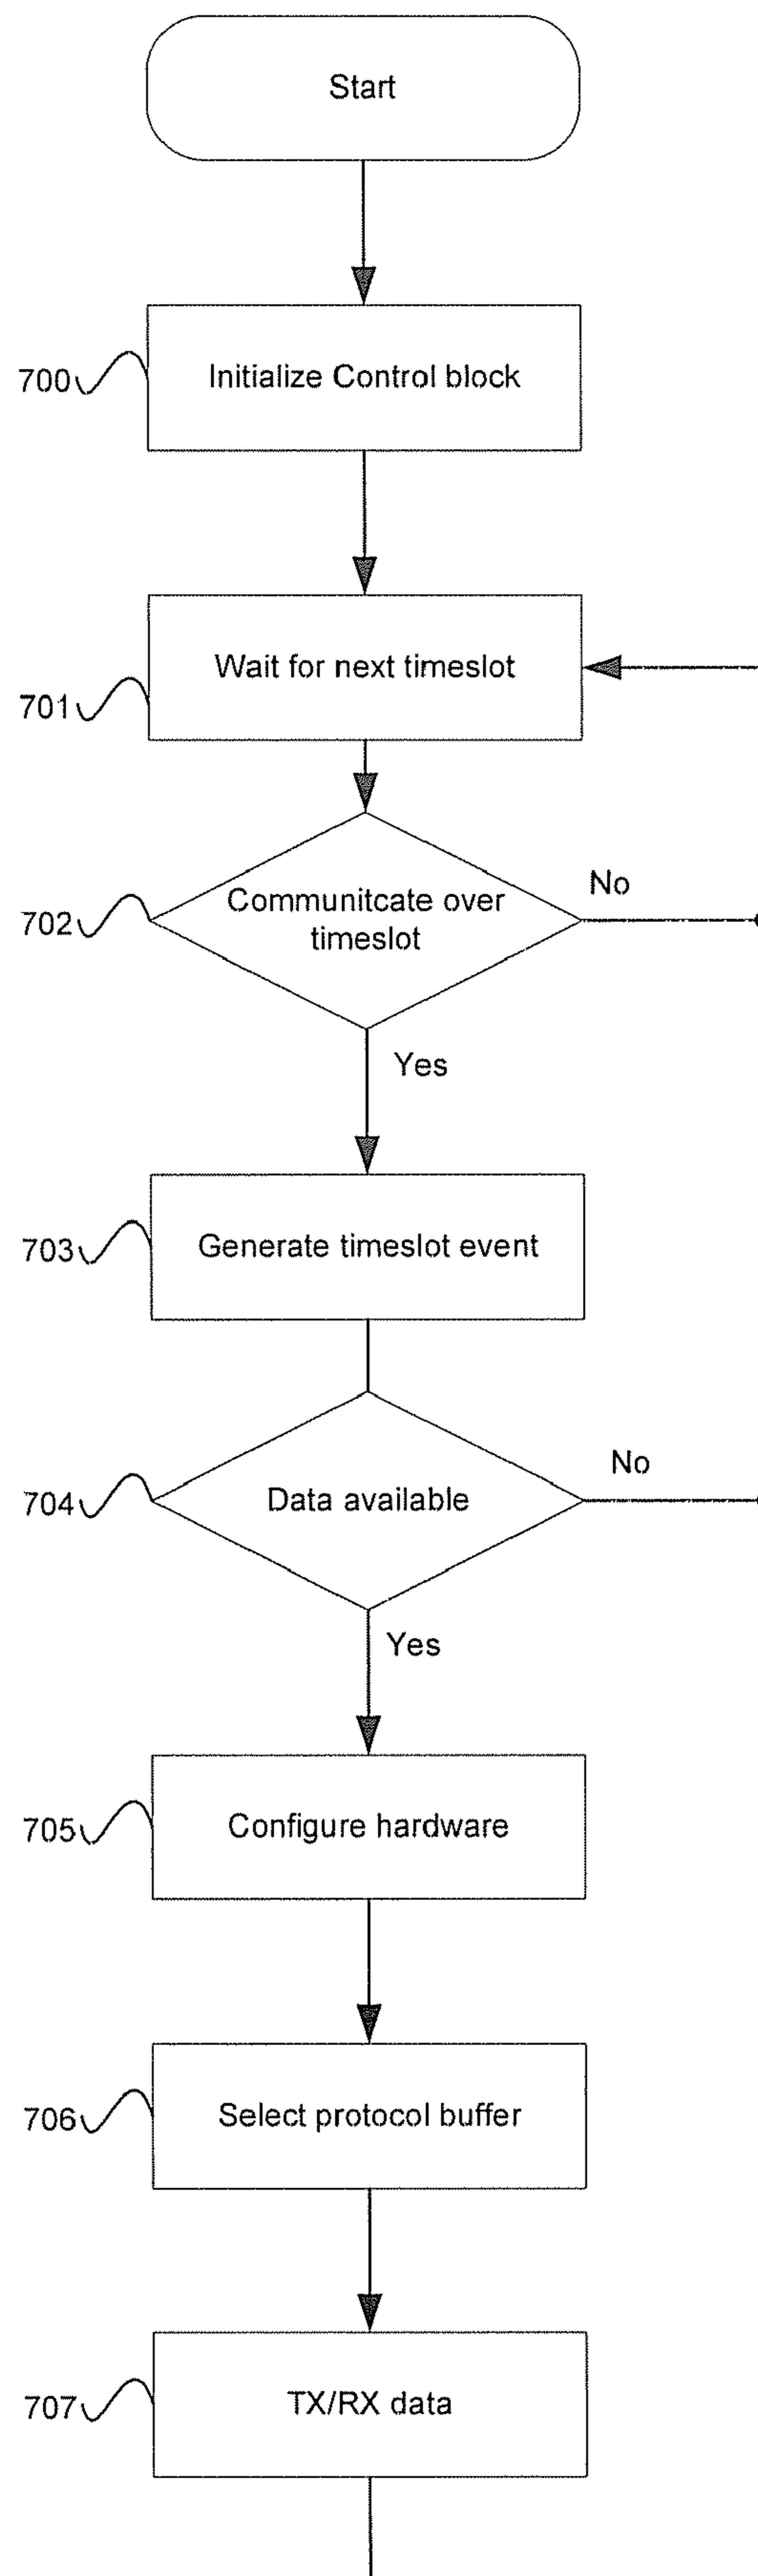 Start
700
Initialize Control block
701
Wait for next timeslot
702
Communitcate over
timeslot
No
Yes
703
Generate timeslot event
704
Data available
No
Yes
705
Configure hardware
706
Select protocol buffer
707
TX/RX data